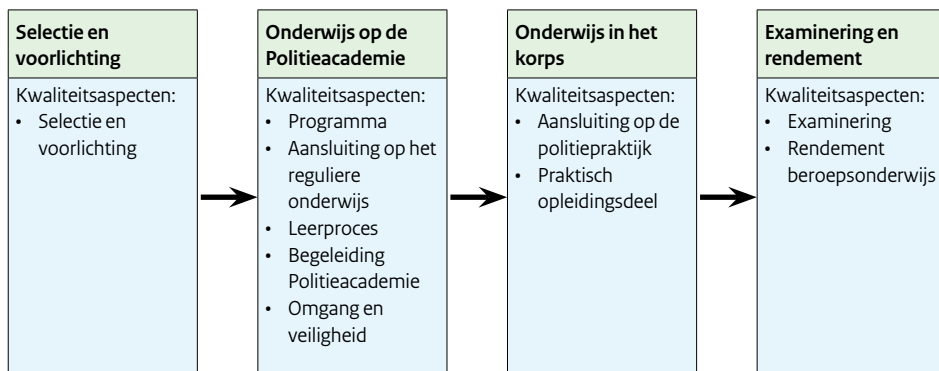 Selectie en
voorlichting
Kwaliteitsaspecten:
• Selectie en
voorlichting
Onderwijs op de
Politieacademie
Kwaliteitsaspecten:
• Programma
• Aansluiting op het
reguliere
onderwijs
• Leerproces
• Begeleiding
Politieacademie
• Omgang en
veiligheid
Onderwijs in het
korps
Kwaliteitsaspecten:
• Aansluiting op de
politiepraktijk
• Praktisch
opleidingsdeel
Examinering en
rendement
Kwaliteitsaspecten:
• Examinering
• Rendement
beroepsonderwijs